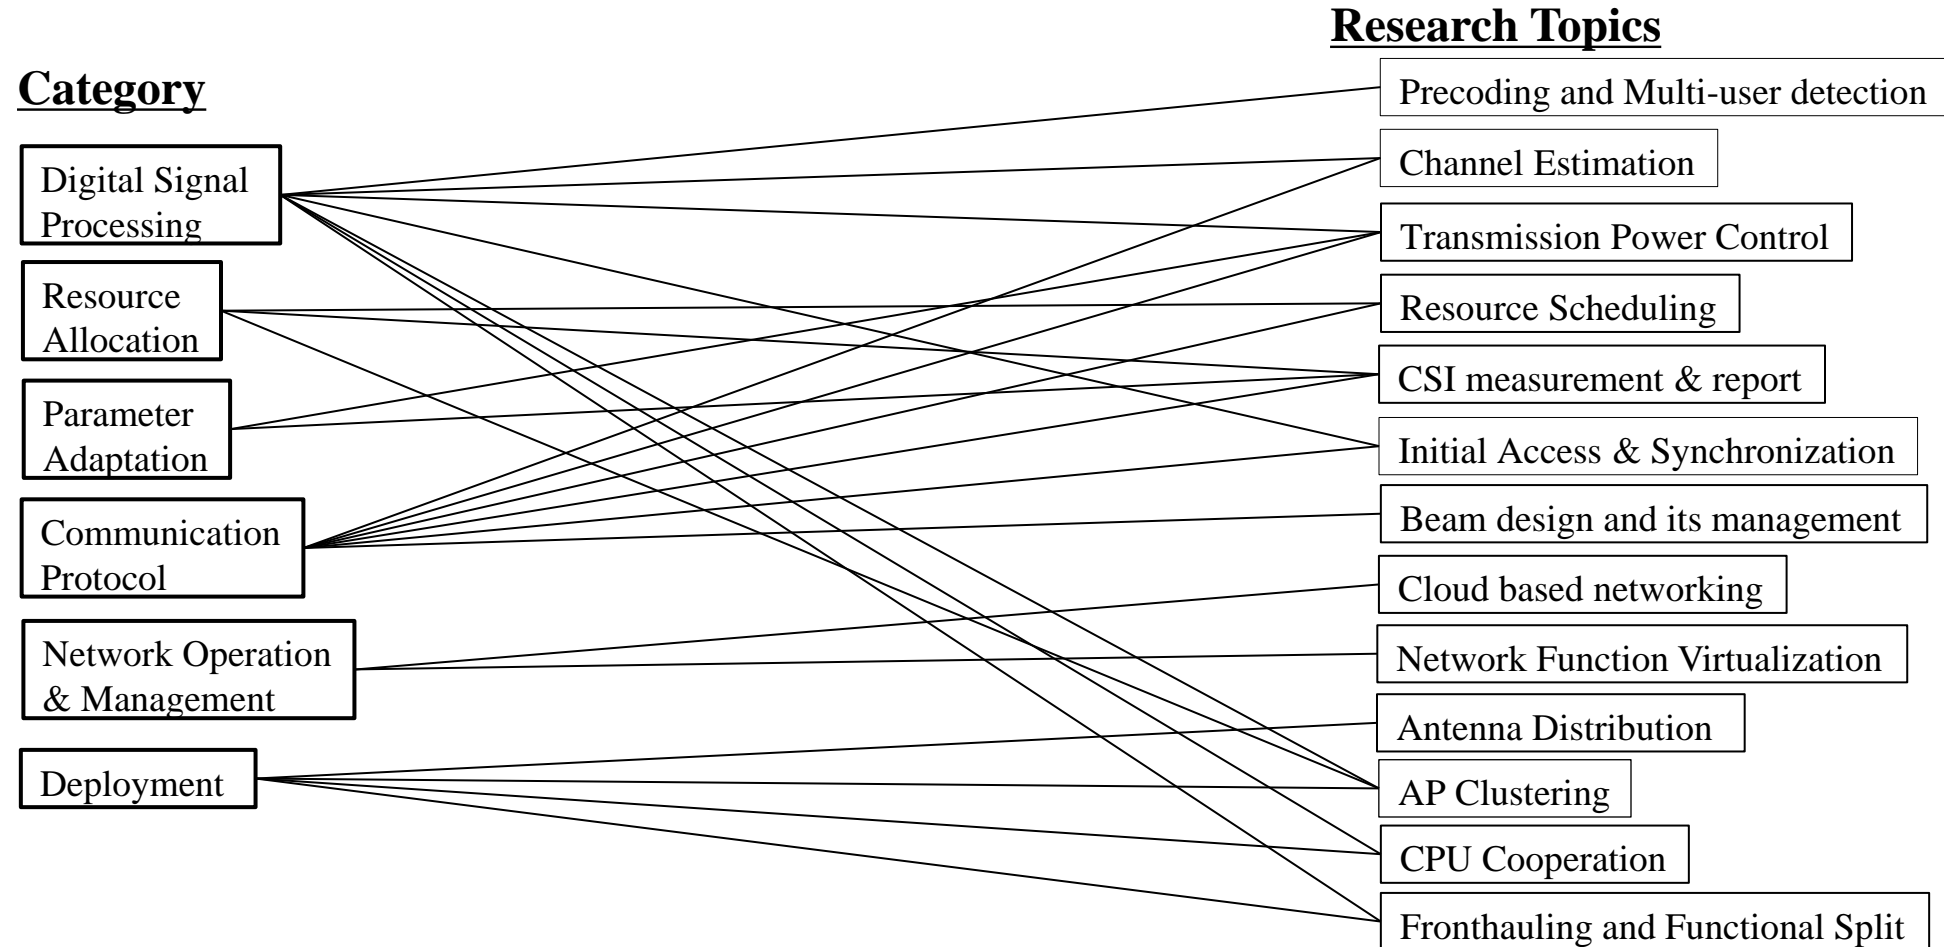 Research Topics
Category
Digital Signal
Processing
Resource
Allocation
Parameter
Adaptation
Communication
Protocol
Network Operation
& Management
Deployment
Precoding and Multi-user detection
Channel Estimation
Transmission Power Control
Resource Scheduling
CSI measurement & report
Initial Access & Synchronization
Beam design and its management
Cloud based networking
Network Function Virtualization
Antenna Distribution
AP Clustering
CPU Cooperation
Fronthauling and Functional Split